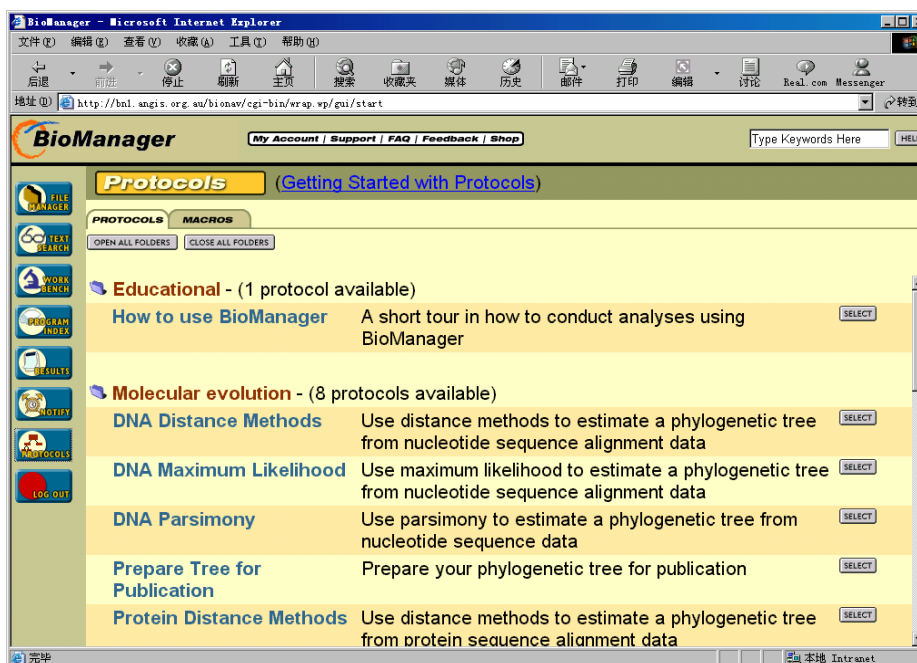 BioManager - Microsoft Internet Explorer
文件(F) 编辑(E) 查看(V) 收藏(A) 工具(T) 帮助(H)
后退 前进 停止 刷新 主页 搜索 收藏夹 媒体 历史 邮件 打印 编辑 讨论 Real.com Messenger
地址(D) http://bn1.angis.org.au/bionav/cgi-bin/wrap.wp/gui/start 转到
BioManager My Account | Support | FAQ | Feedback | Shop Type Keywords Here HEL
Protocols (Getting Started with Protocols)
FILE MANAGER
PROTOCOLS MACROS
TEXT SEARCH
OPEN ALL FOLDERS CLOSE ALL FOLDERS
WORK BENCH
Educational - (1 protocol available)
PROGRAM INDEX
How to use BioManager A short tour in how to conduct analyses using SELECT
BioManager
RESULTS
Molecular evolution - (8 protocols available)
NOTIFY
DNA Distance Methods Use distance methods to estimate a phylogenetic tree SELECT
from nucleotide sequence alignment data
PROTOCOLS
DNA Maximum Likelihood Use maximum likelihood to estimate a phylogenetic tree SELECT
from nucleotide sequence alignment data
LOG OUT
DNA Parsimony Use parsimony to estimate a phylogenetic tree from SELECT
nucleotide sequence data
Prepare Tree for Prepare your phylogenetic tree for publication SELECT
Publication
Protein Distance Methods Use distance methods to estimate a phylogenetic tree SELECT
from protein sequence alignment data
完毕 本地 Intranet